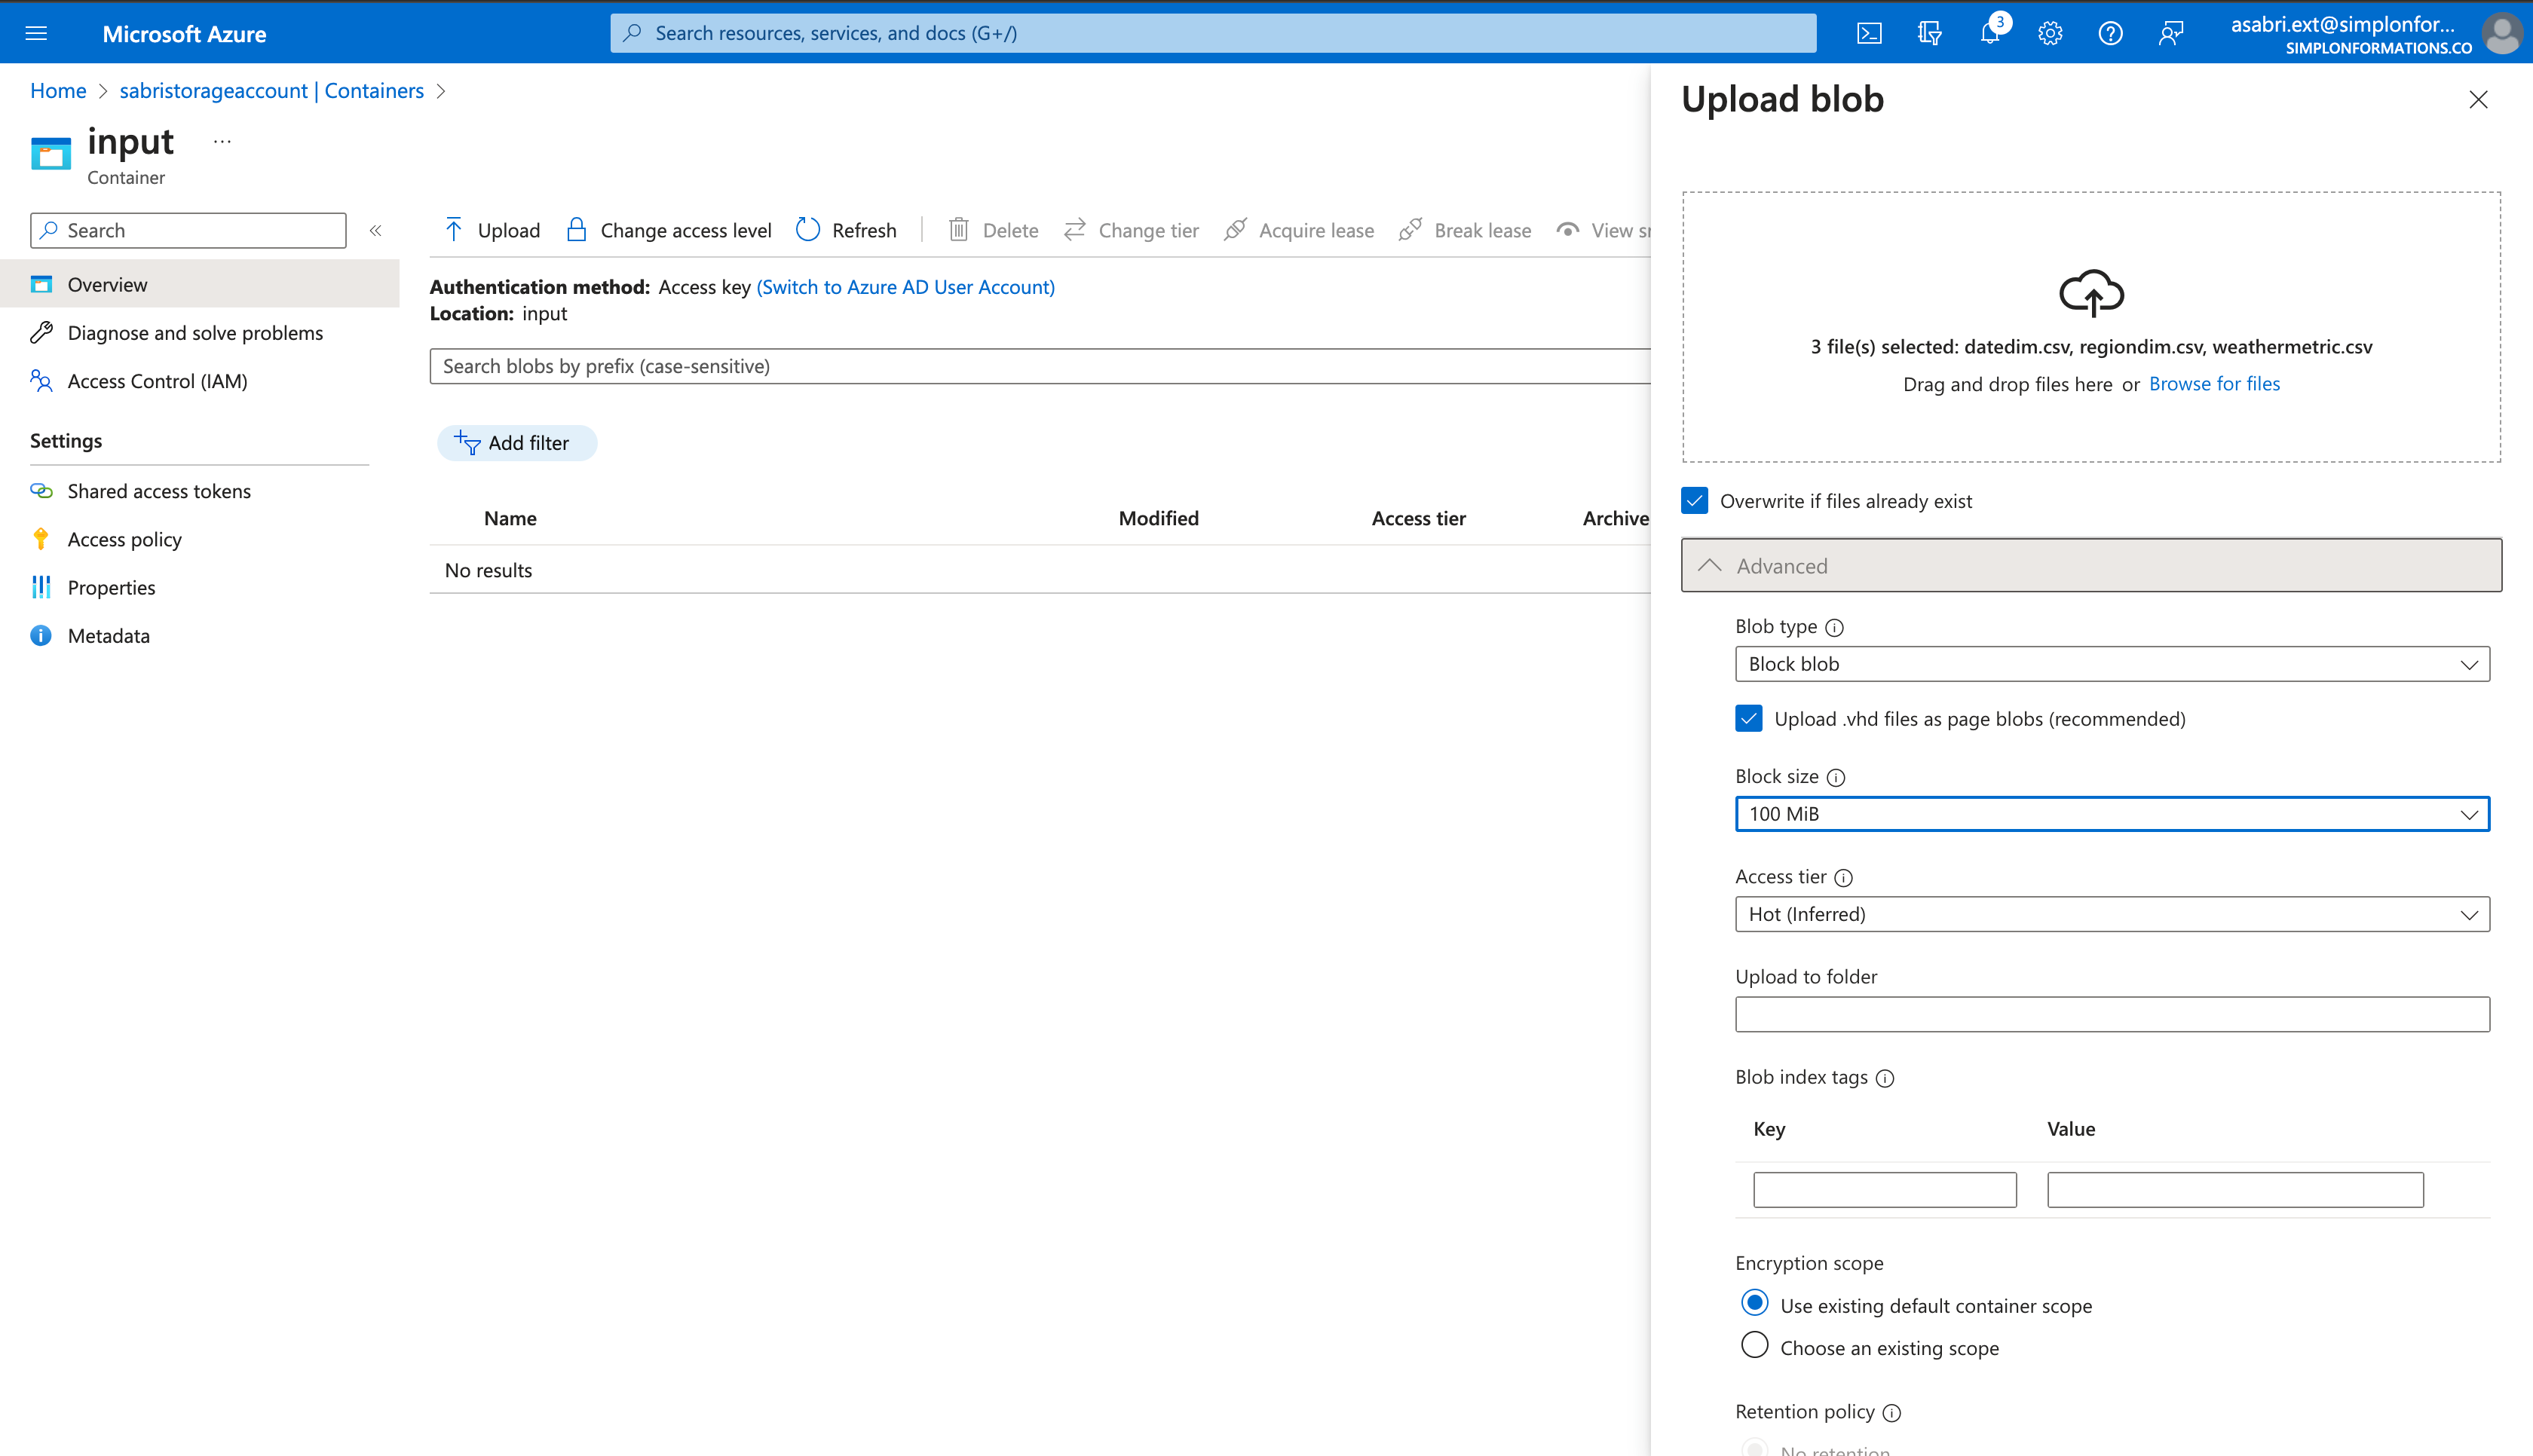 Microsoft Azure
Search resources, services, and docs (G+/)
3
asabri.ext@simplonfor...
SIMPLONFORMATIONS.CO
Home > sabristorageaccount | Containers >
input ...
Container
Search
«
Overview
Diagnose and solve problems
Access Control (IAM)
Settings
Shared access tokens
Access policy
Properties
Metadata
Upload
Change access level
Refresh
Delete
Change tier
Acquire lease
Break lease
View sn
Authentication method: Access key (Switch to Azure AD User Account)
Location: input
Search blobs by prefix (case-sensitive)
Add filter
Name Modified Access tier Archive
No results
Upload blob
3 file(s) selected: datedim.csv, regiondim.csv, weathermetric.csv
Drag and drop files here or Browse for files
Overwrite if files already exist
Advanced
Blob type
Block blob
Upload .vhd files as page blobs (recommended)
Block size
100 MiB
Access tier
Hot (Inferred)
Upload to folder
Blob index tags
Key Value
Encryption scope
Use existing default container scope
Choose an existing scope
Retention policy
No retention